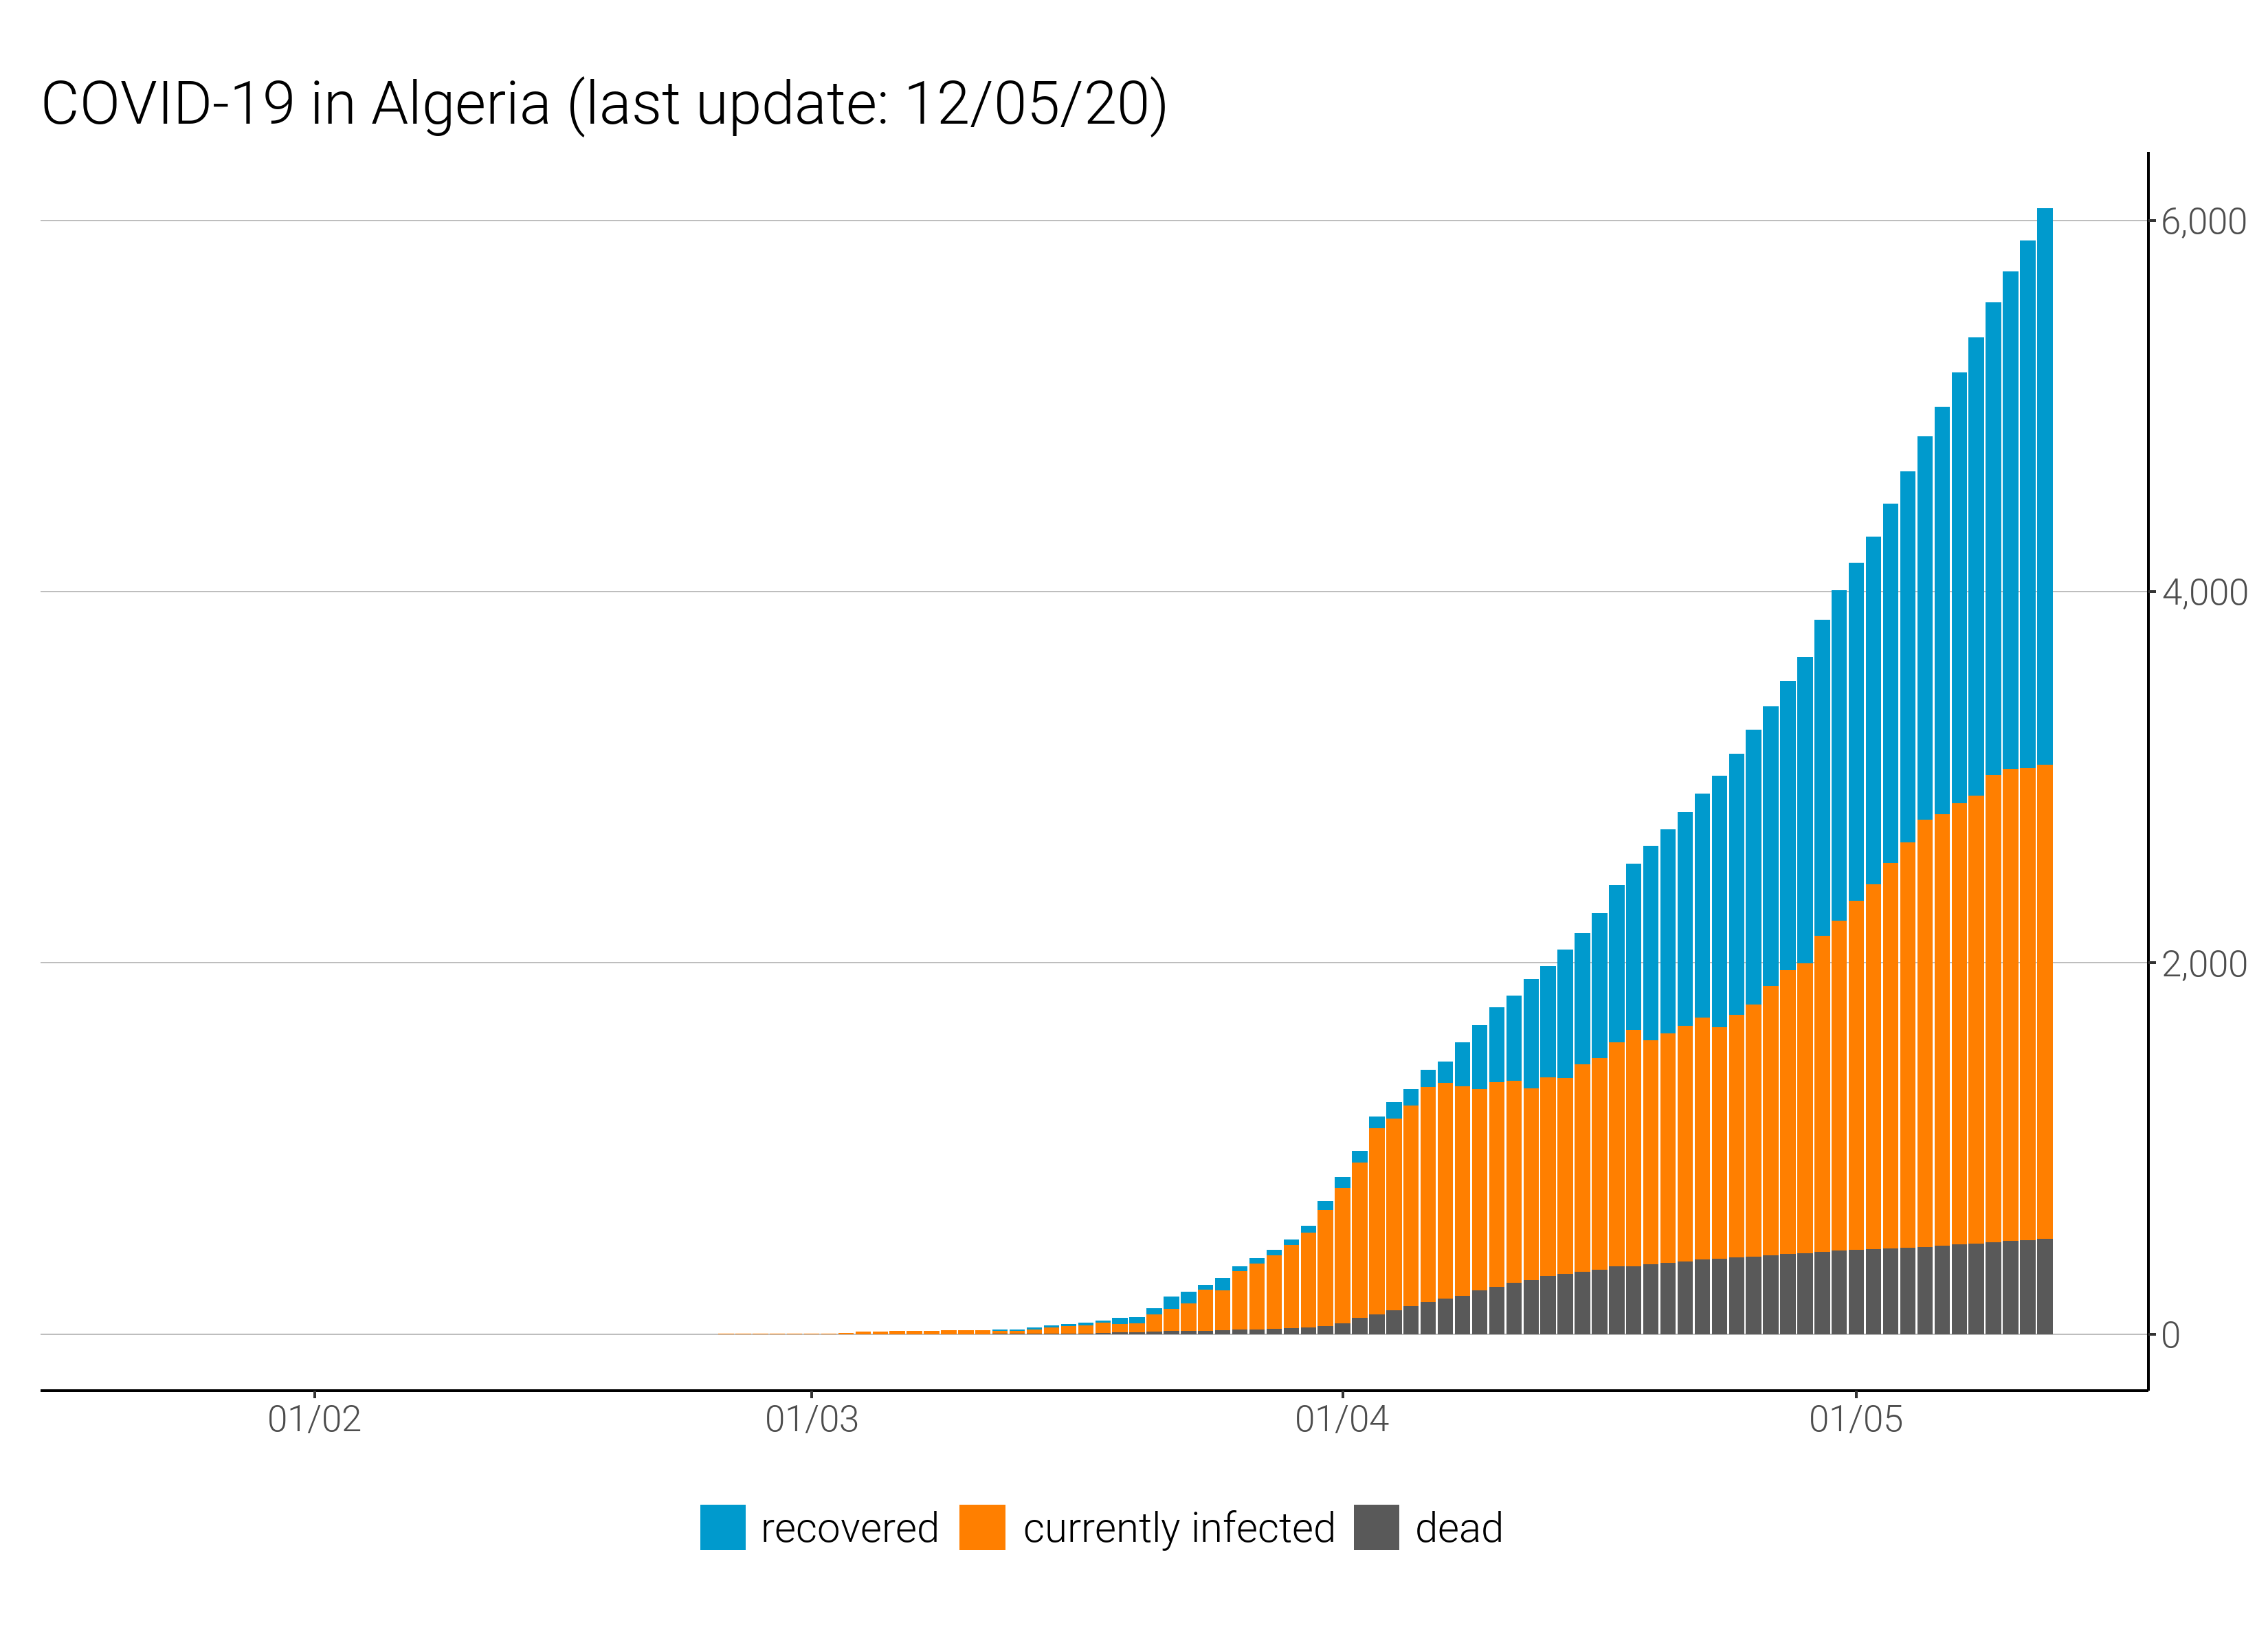 COVID-19 in Algeria (last update: 12/05/20)
6,000
4,000
2,000
0
01/02 01/03 01/04 01/05
recovered currently infected dead